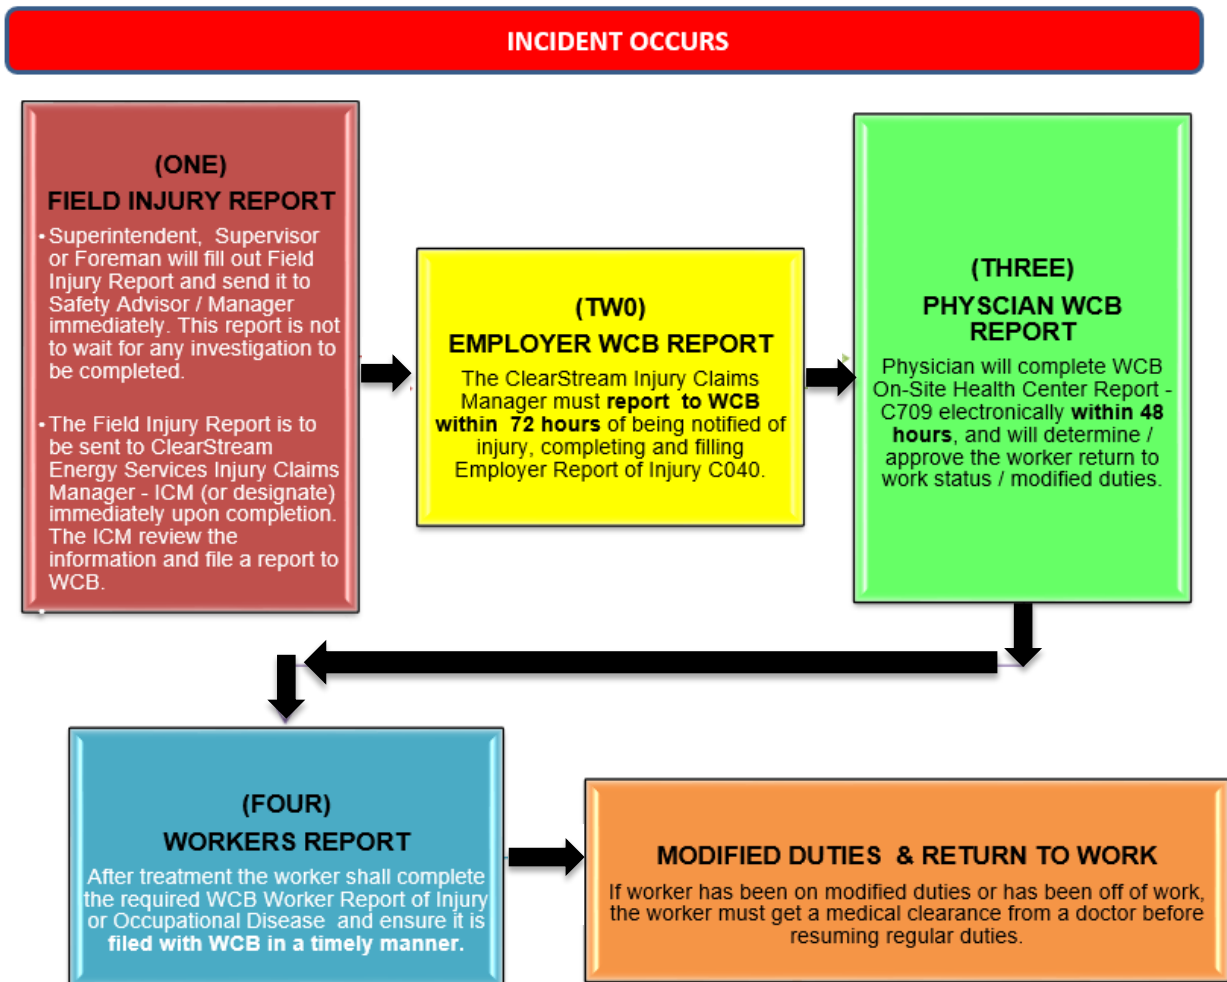 INCIDENT OCCURS
(ONE)
FIELD INJURY REPORT
• Superintendent, Supervisor
or Foreman will fill out Field
Injury Report and send it to
Safety Advisor / Manager
immediately. This report is not
to wait for any investigation to
be completed.
• The Field Injury Report is to
be sent to ClearStream
Energy Services Injury Claims
Manager - ICM (or designate)
immediately upon completion.
The ICM review the
information and file a report to
WCB.
•
(TW0)
EMPLOYER WCB REPORT
The ClearStream Injury Claims
Manager must report to WCB
within 72 hours of being notified of
injury, completing and filling
Employer Report of Injury C040.
(THREE)
PHYSCIAN WCB
REPORT
Physician will complete WCB
On-Site Health Center Report -
C709 electronically within 48
hours, and will determine /
approve the worker return to
work status / modified duties.
(FOUR)
WORKERS REPORT
After treatment the worker shall complete
the required WCB Worker Report of Injury
or Occupational Disease and ensure it is
filed with WCB in a timely manner.
MODIFIED DUTIES & RETURN TO WORK
If worker has been on modified duties or has been off of work,
the worker must get a medical clearance from a doctor before
resuming regular duties.